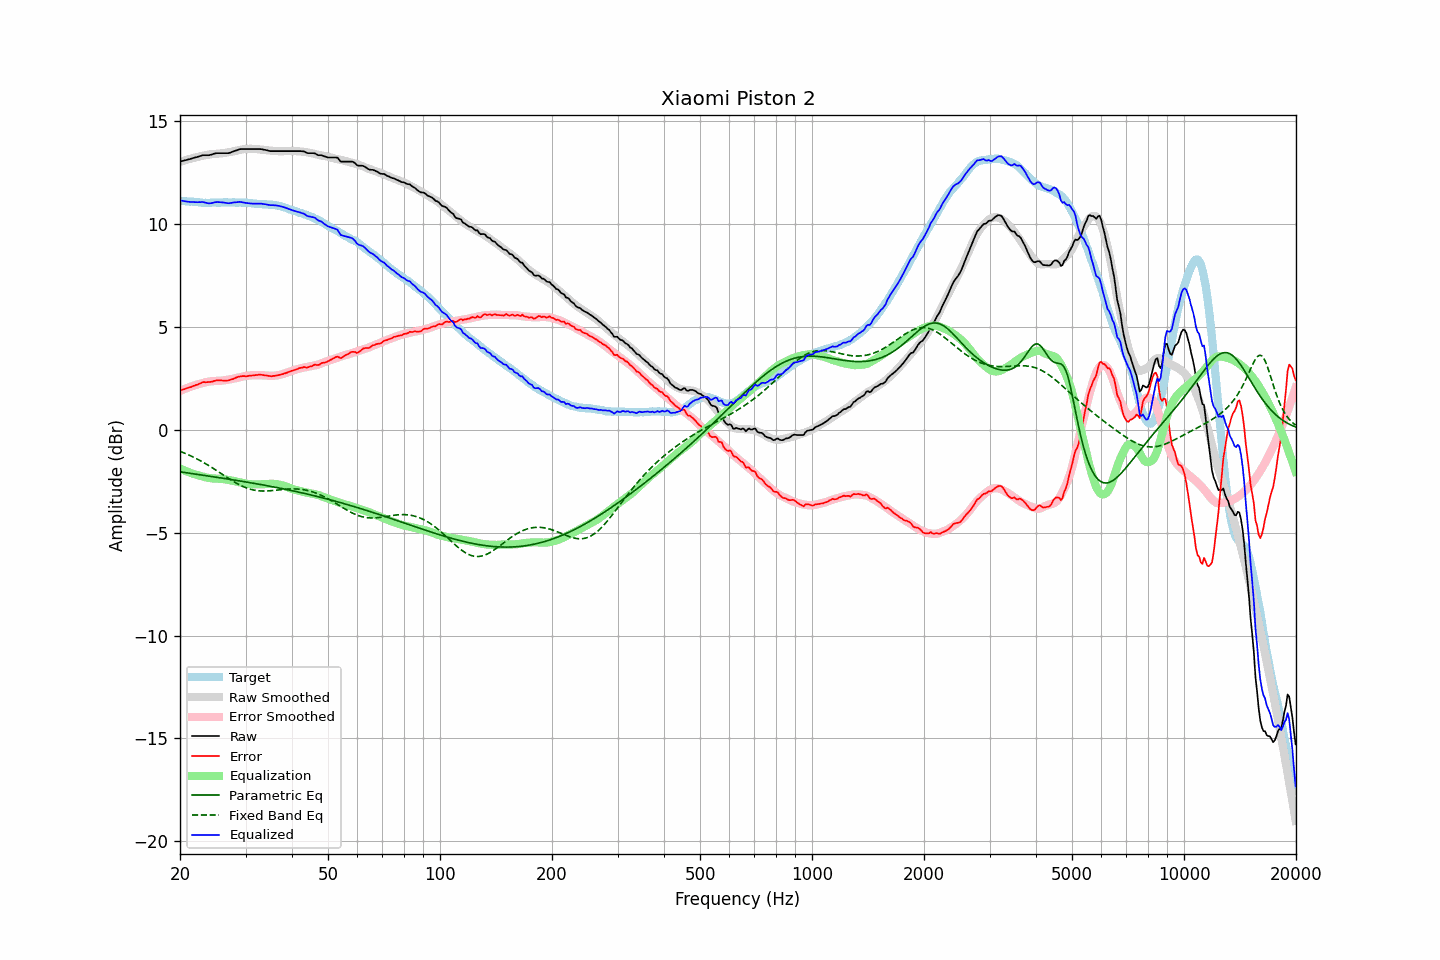 Xiaomi Piston 2
Amplitude (dBr)
15
10
5
0
−5
−10
−15
−20
Target
Raw Smoothed
Error Smoothed
Raw
Error
Equalization
Parametric Eq
Fixed Band Eq
Equalized
20 50 100 200 500 1000 2000 5000 10000 20000
Frequency (Hz)